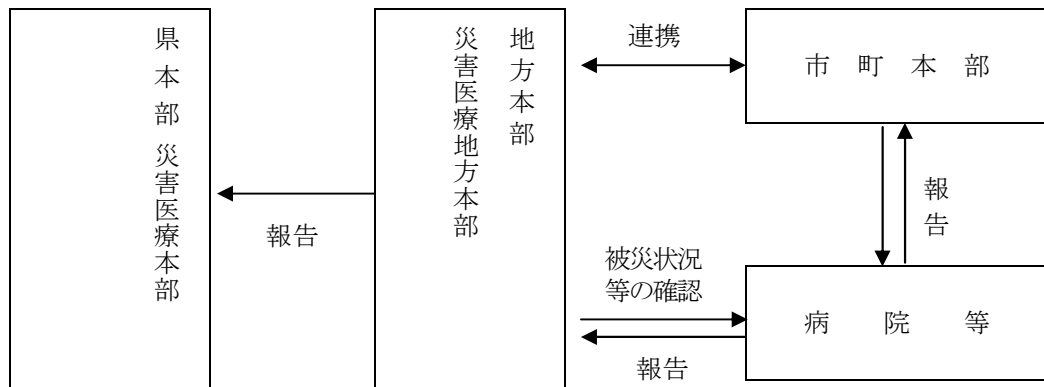 県本部 災害医療本部
報告
地方本部
災害医療地方本部
連携
市町本部
報告
被災状況
等の確認
報告
病院等